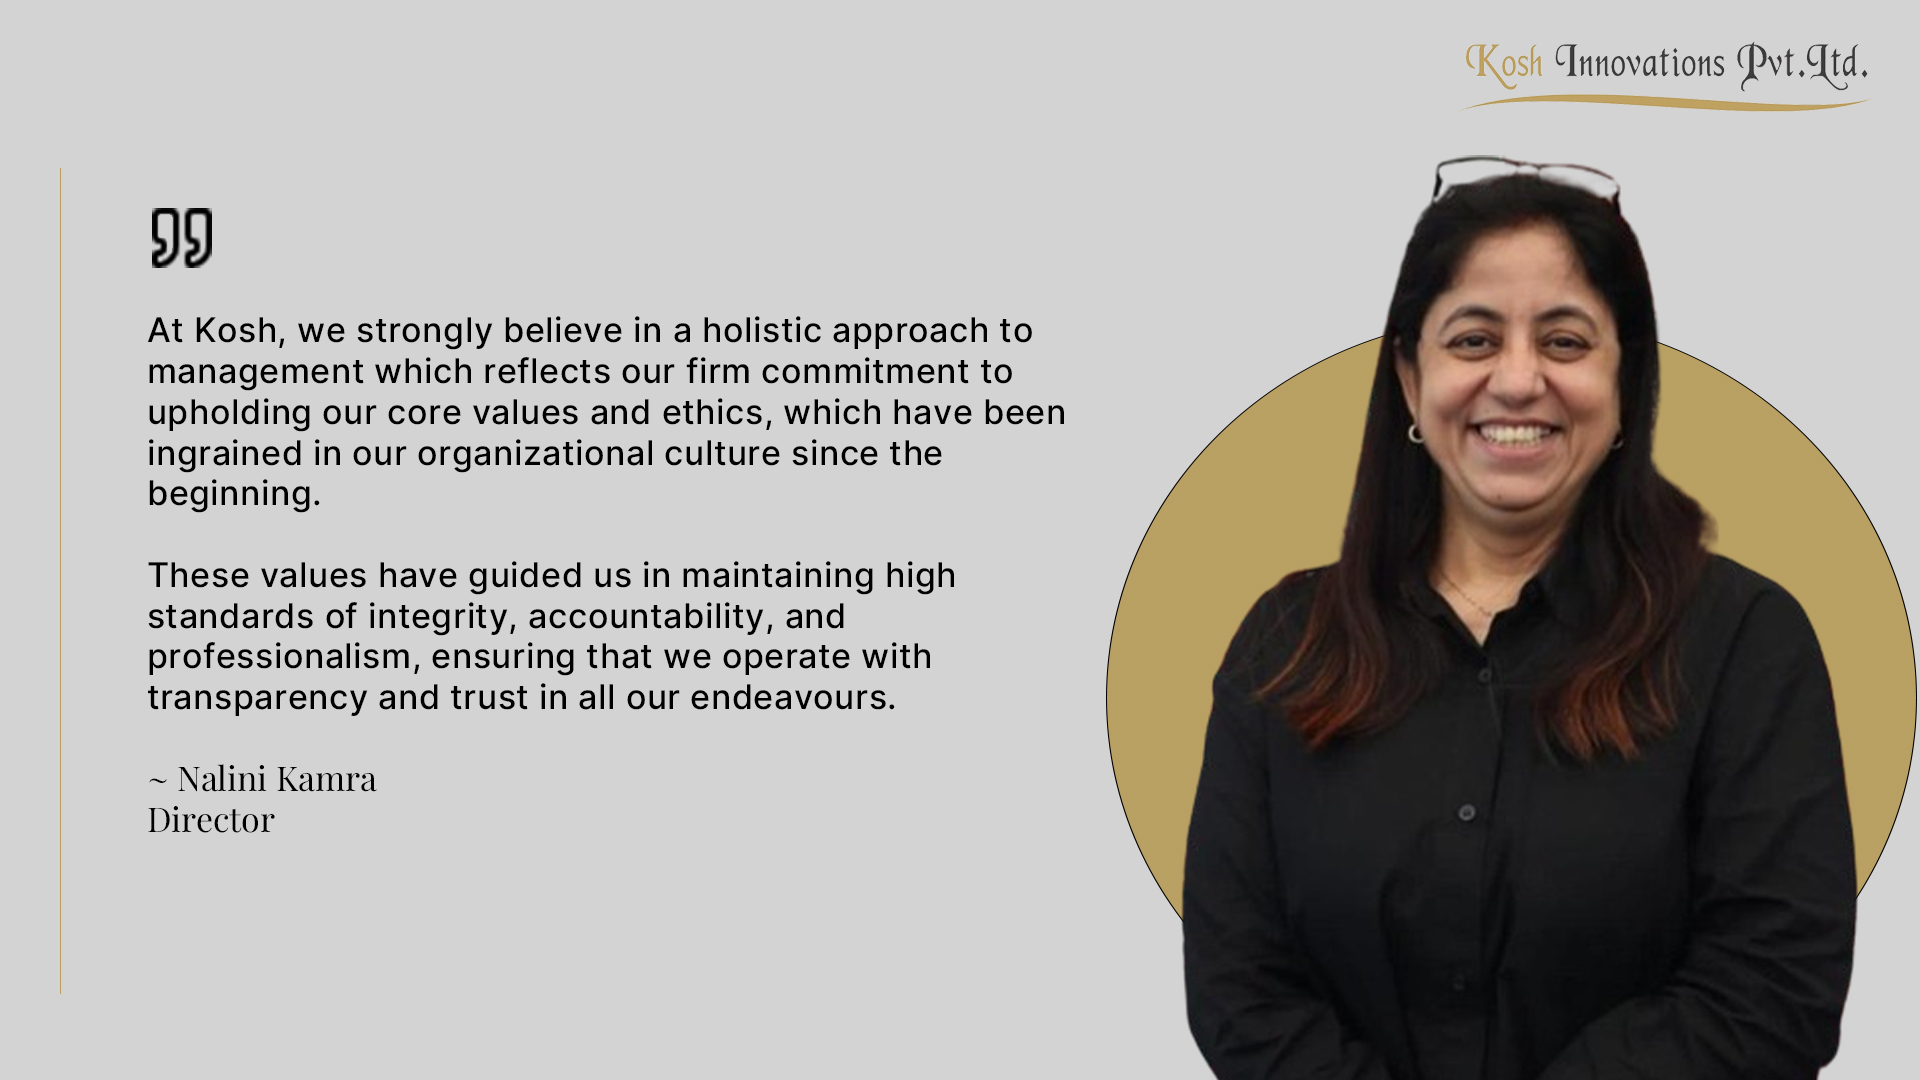 Kosh Innovations Pvt.Ltd.
At Kosh, we strongly believe in a holistic approach to
management which reflects our firm commitment to
upholding our core values and ethics, which have been
ingrained in our organizational culture since the
beginning.
These values have guided us in maintaining high
standards of integrity, accountability, and
professionalism, ensuring that we operate with
transparency and trust in all our endeavours.
~ Nalini Kamra
Director